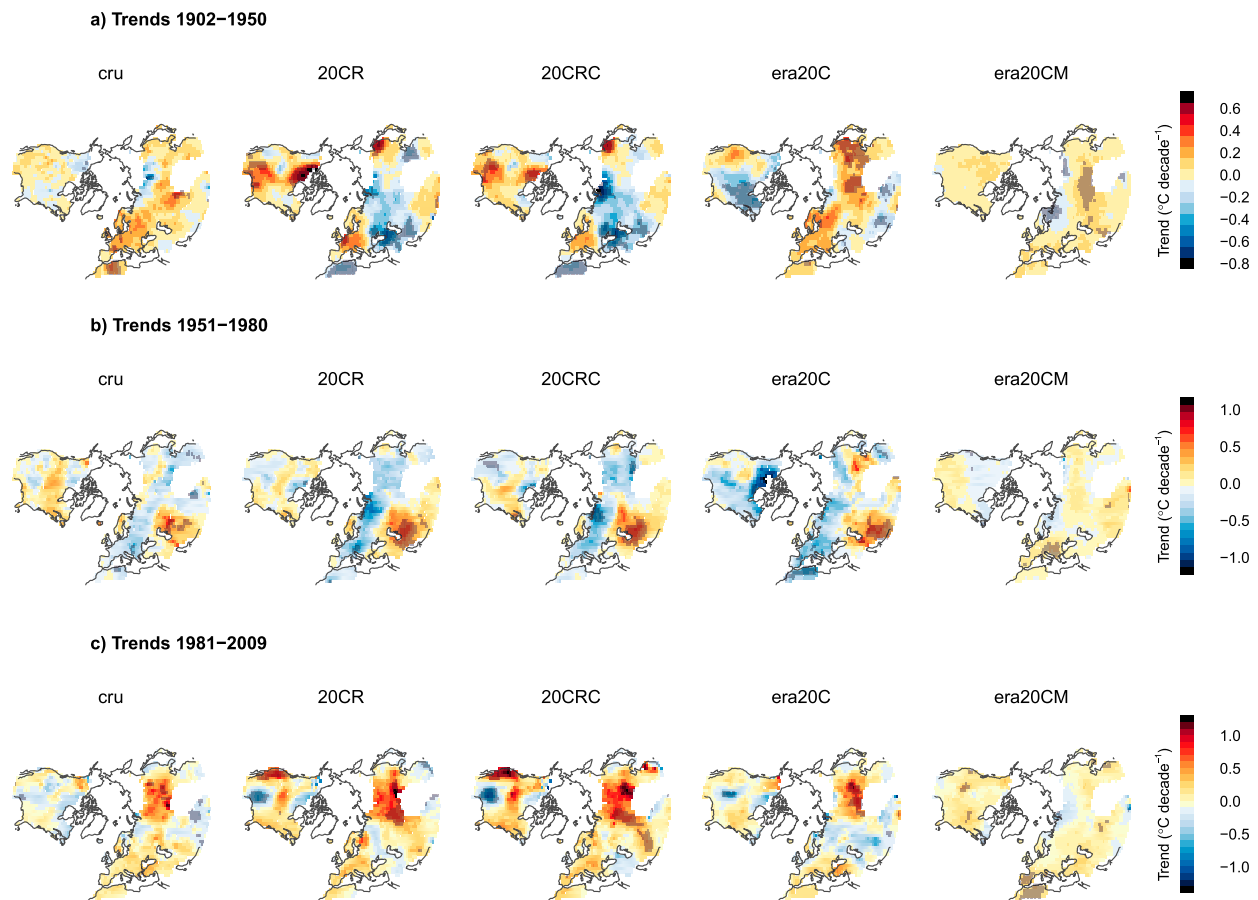 a) Trends 1902−1950
cru 20CR 20CRC era20C era20CM
Trend (°C decade⁻¹)
0.6
0.4
0.2
0.0
−0.2
−0.4
−0.6
−0.8
b) Trends 1951−1980
cru 20CR 20CRC era20C era20CM
Trend (°C decade⁻¹)
1.0
0.5
0.0
−0.5
−1.0
c) Trends 1981−2009
cru 20CR 20CRC era20C era20CM
Trend (°C decade⁻¹)
1.0
0.5
0.0
−0.5
−1.0